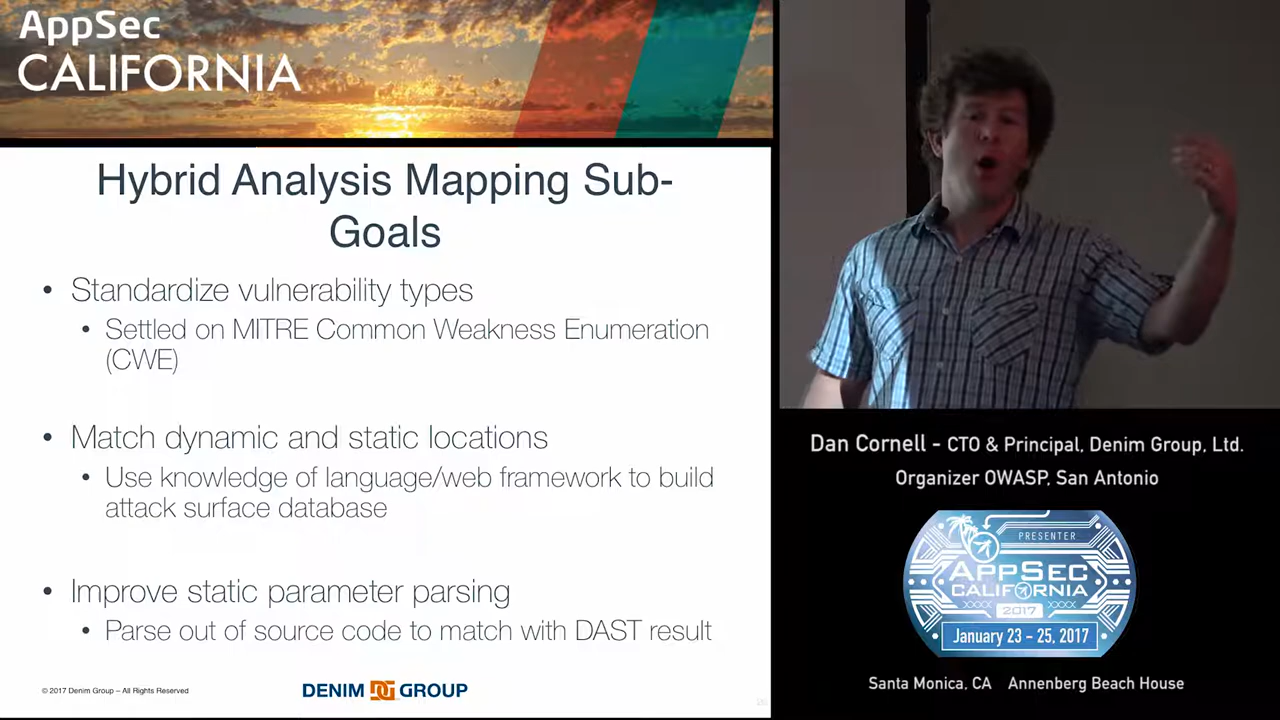 AppSec
CALIFORNIA
Hybrid Analysis Mapping Sub-
Goals
• Standardize vulnerability types
• Settled on MITRE Common Weakness Enumeration
(CWE)
• Match dynamic and static locations
• Use knowledge of language/web framework to build
attack surface database
• Improve static parameter parsing
• Parse out of source code to match with DAST result
© 2017 Denim Group – All Rights Reserved
DENIM DG GROUP
Dan Cornell - CTO & Principal, Denim Group, Ltd.
Organizer OWASP, San Antonio
PRESENTER
APPSEC
CALIFORNIA
2017
January 23 - 25, 2017
Santa Monica, CA Annenberg Beach House